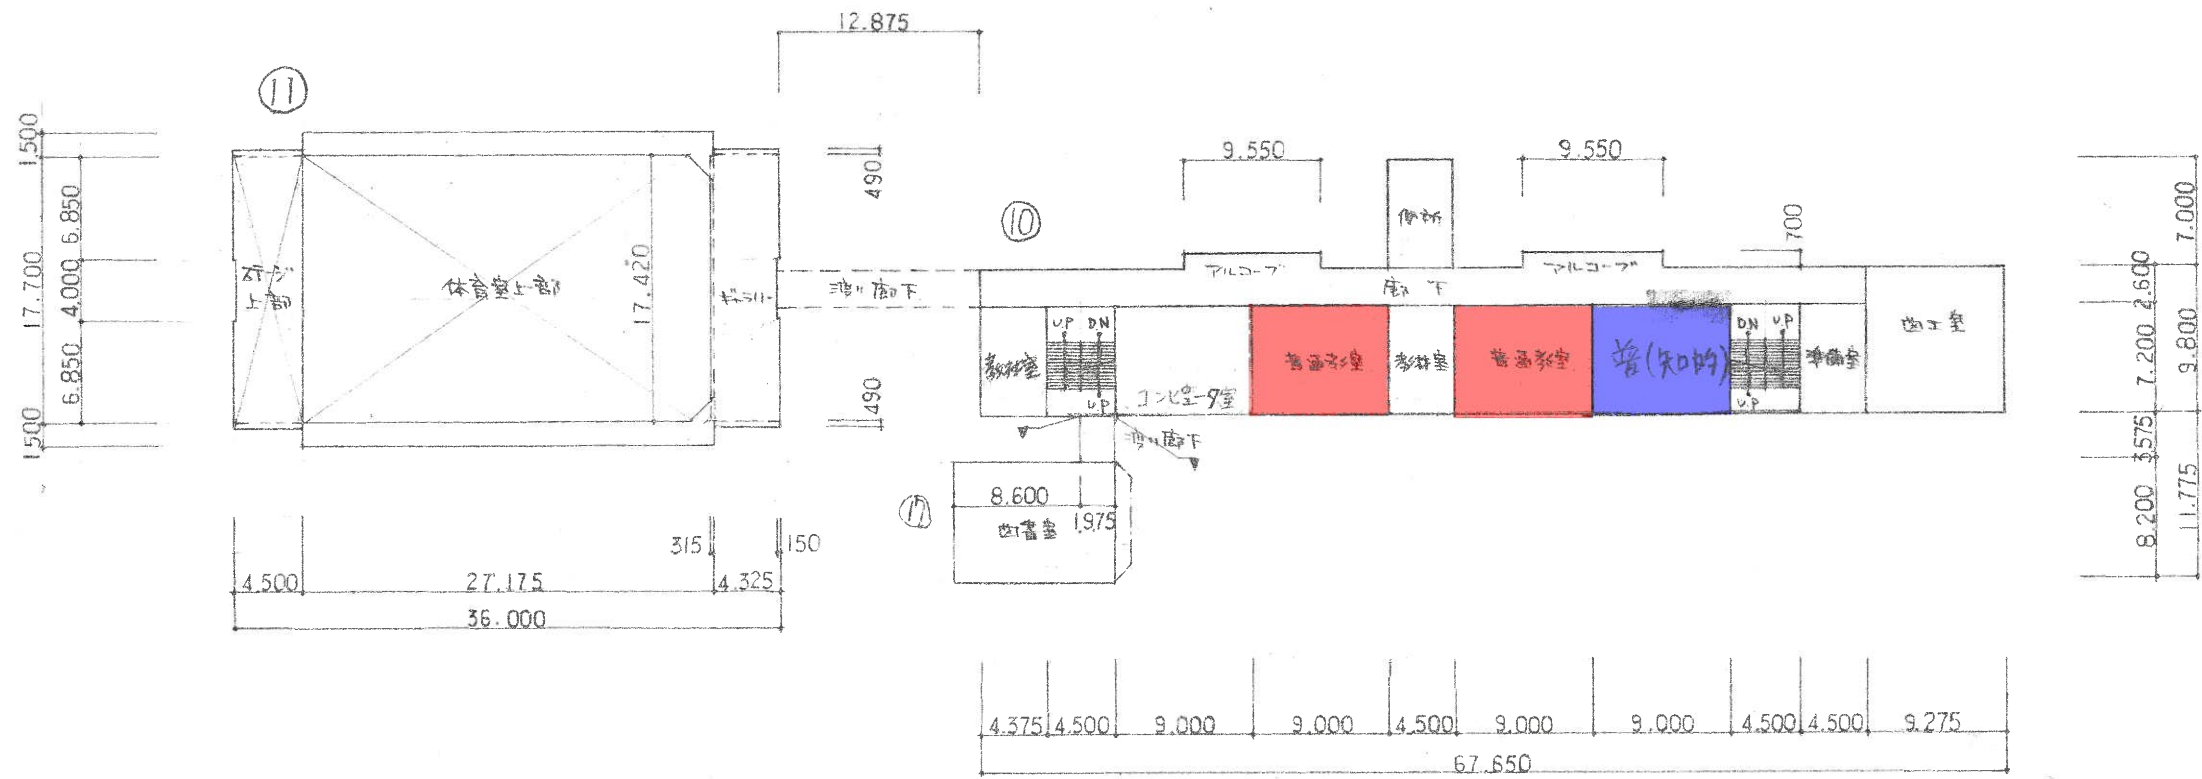 12.875
⑪
1.500
6.850
4.000
17.700
6.850
1.500
ステージ
上部
体育室上部
17.420
ギャラリー
490
490
渡り廊下
315
150
4.500
27.175
4.325
36.000
⑩
9.550
9.550
便所
700
アルコーブ
アルコーブ
廊下
教材室
UP
DN
UP
コンピュータ室
普通教室
教材室
普通教室
普(知的)
DN
UP
UP
準備室
図工室
渡り廊下
⑰
8.600
1.975
図書室
7.000
2.600
7.200
9.800
3.575
8.200
11.775
4.375
4.500
9.000
9.000
4.500
9.000
9.000
4.500
4.500
9.275
67.650